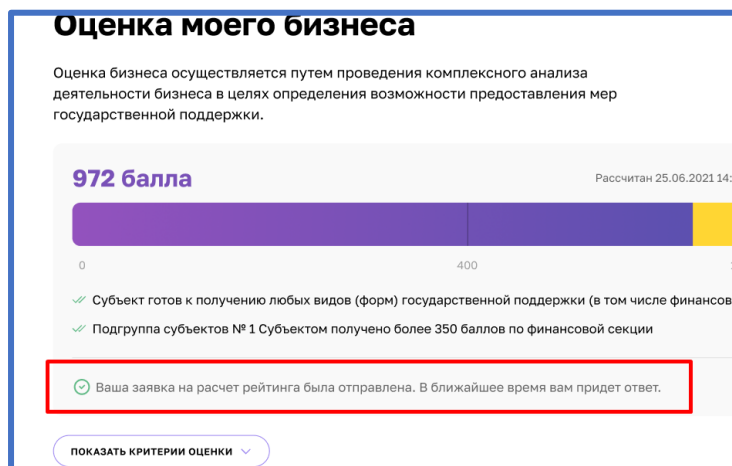 Оценка моего бизнеса
Оценка бизнеса осуществляется путем проведения комплексного анализа
деятельности бизнеса в целях определения возможности предоставления мер
государственной поддержки.
972 балла
Рассчитан 25.06.2021 14:
0
400
Субъект готов к получению любых видов (форм) государственной поддержки (в том числе финансов
Подгруппа субъектов № 1 Субъектом получено более 350 баллов по финансовой секции
Ваша заявка на расчет рейтинга была отправлена. В ближайшее время вам придет ответ.
ПОКАЗАТЬ КРИТЕРИИ ОЦЕНКИ